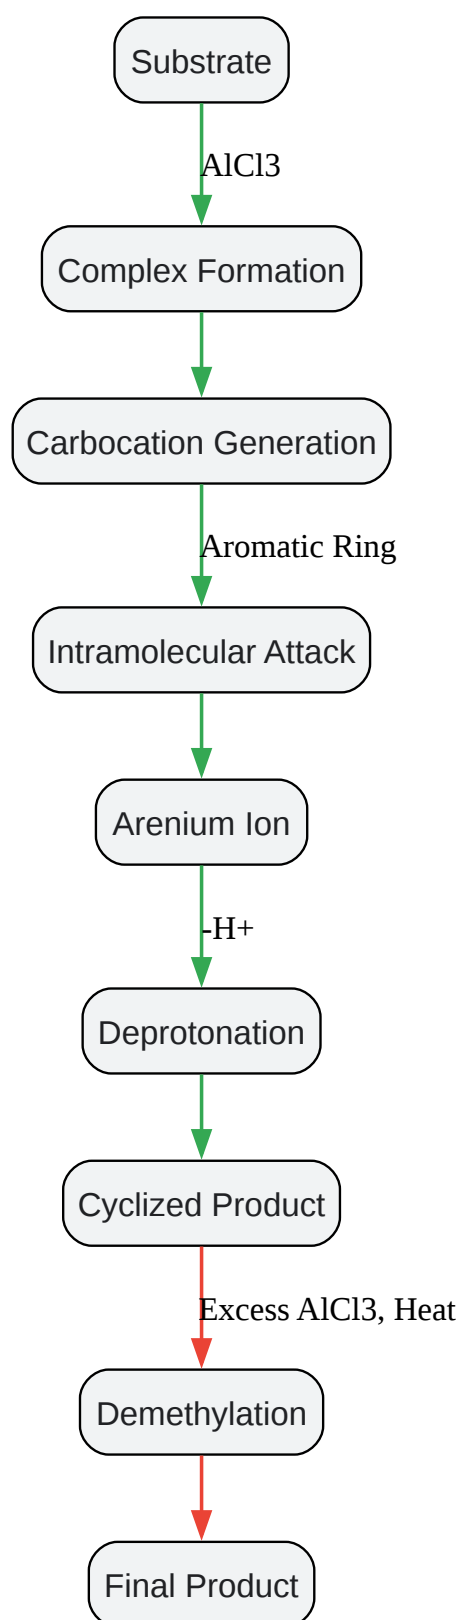 Substrate
AlCl3
Complex Formation
Carbocation Generation
Aromatic Ring
Intramolecular Attack
Arenium Ion
-H+
Deprotonation
Cyclized Product
Excess AlCl3, Heat
Demethylation
Final Product